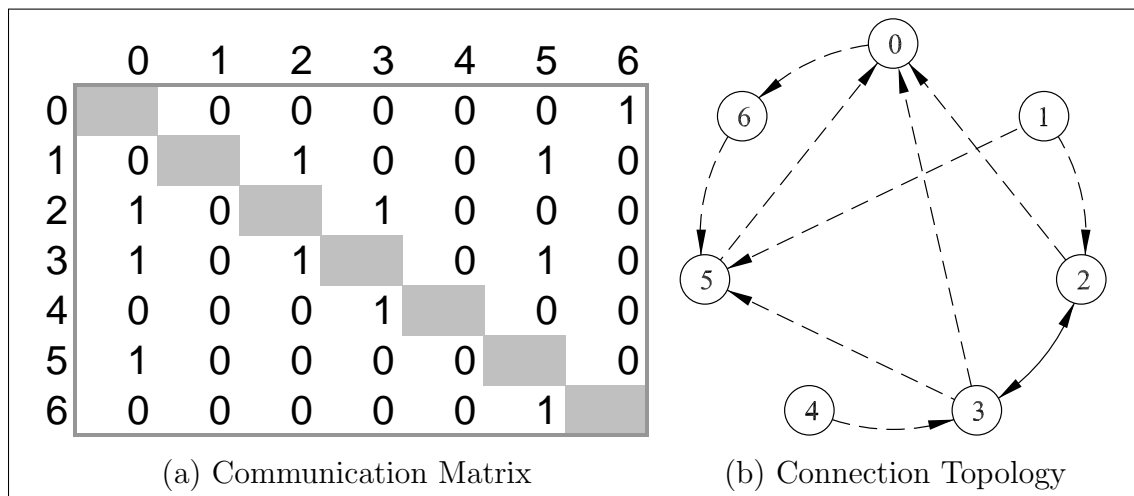 0 1 2 3 4 5 6
0 0 0 0 0 0 1
1 0 1 0 0 1 0
2 1 0 1 0 0 0
3 1 0 1 0 1 0
4 0 0 0 1 0 0
5 1 0 0 0 0 0
6 0 0 0 0 0 1
(a) Communication Matrix
0
6
1
5
2
4
3
(b) Connection Topology